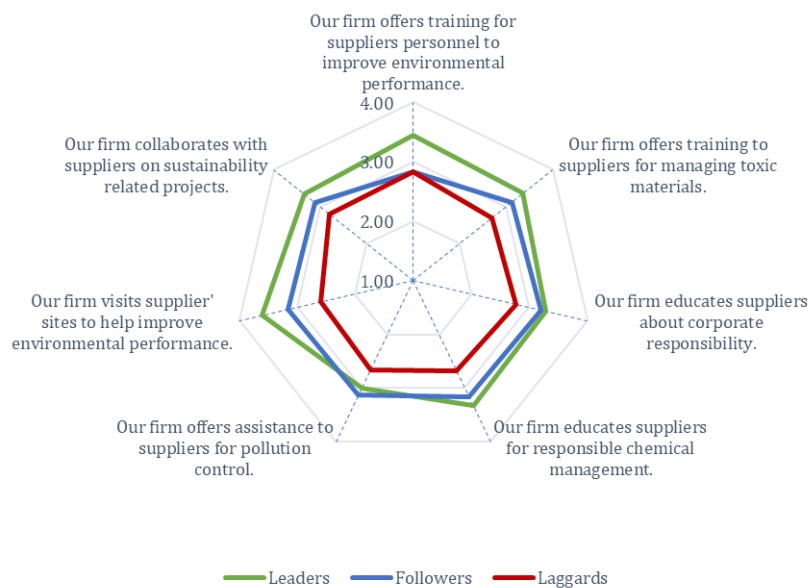 Our firm offers training for
suppliers personnel to
improve environmental
performance.
4.00
3.00
2.00
1.00
Our firm offers training to
suppliers for managing toxic
materials.
Our firm educates suppliers
about corporate
responsibility.
Our firm educates suppliers
for responsible chemical
management.
Our firm offers assistance to
suppliers for pollution
control.
Our firm visits supplier'
sites to help improve
environmental performance.
Our firm collaborates with
suppliers on sustainability
related projects.
Leaders
Followers
Laggards